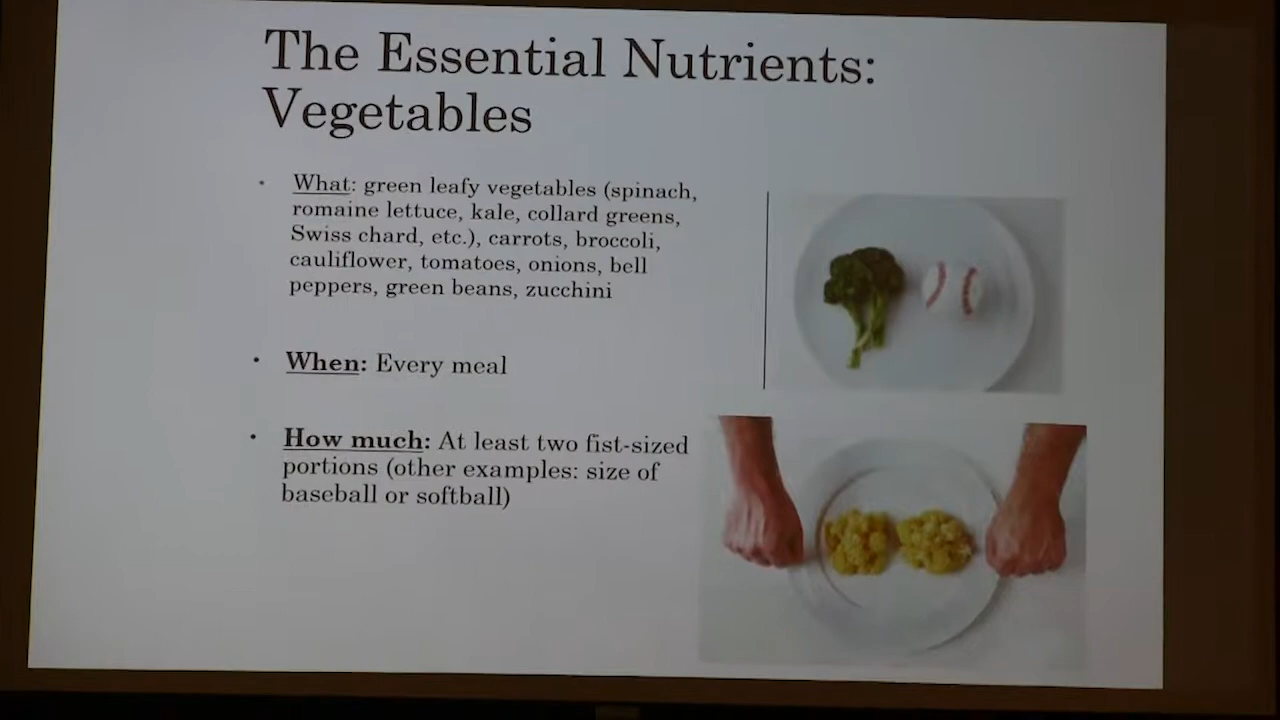 The Essential Nutrients:
Vegetables
• What: green leafy vegetables (spinach,
romaine lettuce, kale, collard greens,
Swiss chard, etc.), carrots, broccoli,
cauliflower, tomatoes, onions, bell
peppers, green beans, zucchini
• When: Every meal
• How much: At least two fist-sized
portions (other examples: size of
baseball or softball)